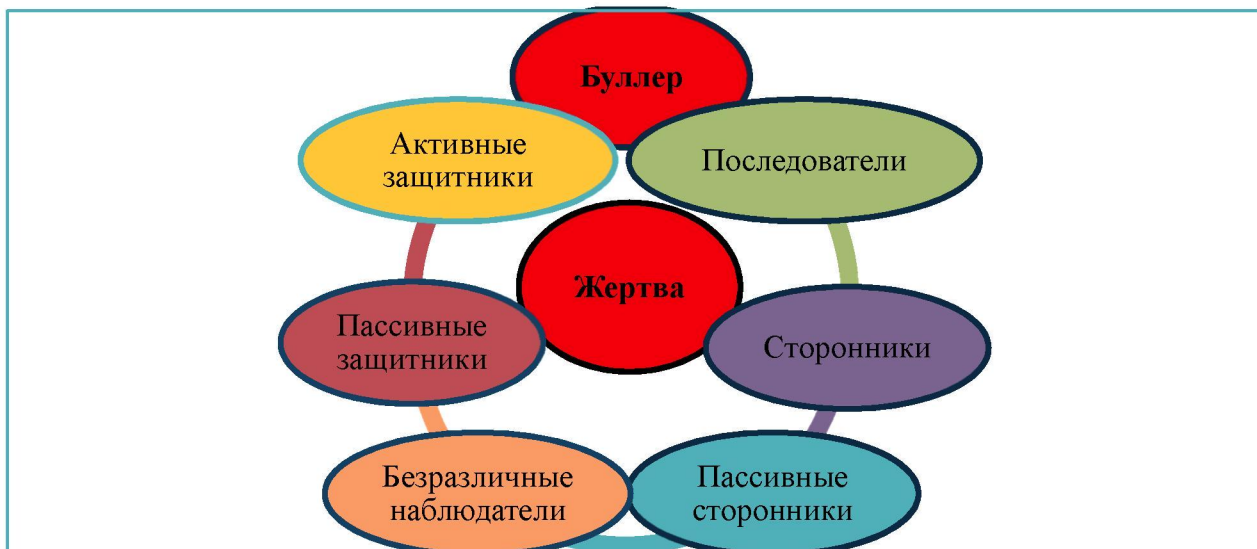 Буллер
Активные
защитники
Последователи
Жертва
Пассивные
защитники
Сторонники
Безразличные
наблюдатели
Пассивные
сторонники